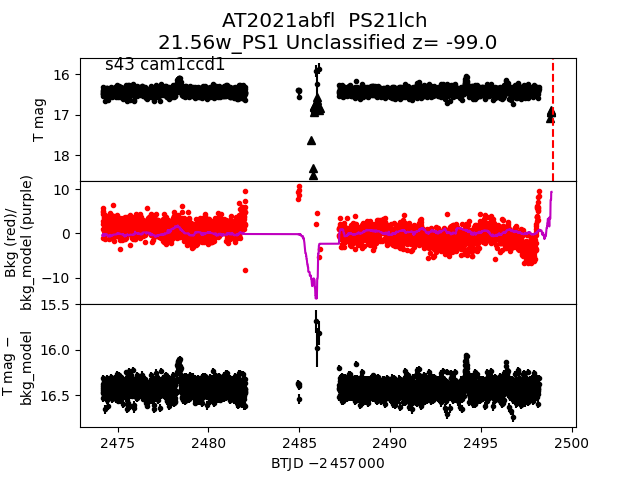 AT2021abfl  PS21lch
21.56w_PS1 Unclassified z= -99.0
s43 cam1ccd1
16
17
18
T mag
10
0
−10
Bkg (red)/
bkg_model (purple)
15.5
16.0
16.5
T mag −
bkg_model
2475
2480
2485
2490
2495
2500
BTJD −2 457 000